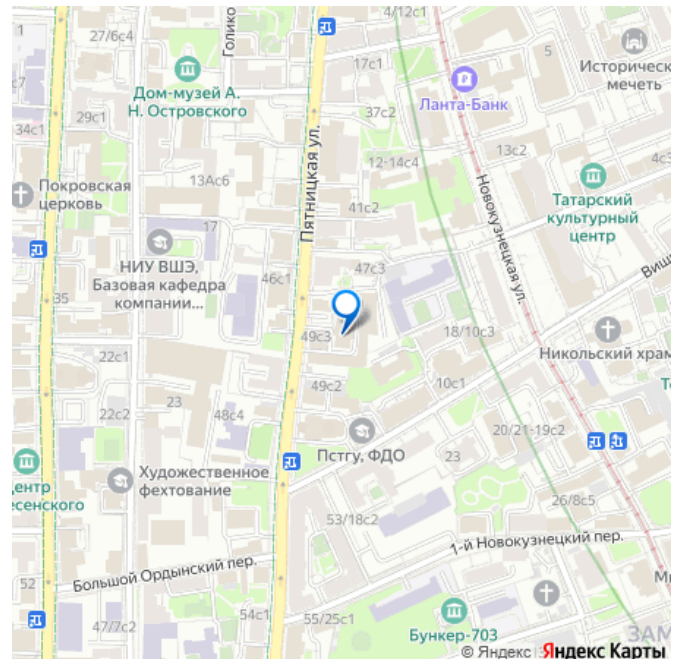 27/6с4
Голико
4/12с1
17с1
5
Историческ
мечеть
Дом-музей А.
Н. Островского
Ланта-Банк
37с2
29с1
34с1
13с2
12-14с4
4с3
13Ас6
Пятницкая ул.
Новокузнецкая ул.
Покровская
церковь
Татарский
культурный
центр
41с2
17
НИУ ВШЭ,
Базовая кафедра
компании...
47с3
46с1
35
Виш
49с3
18/10с3
Никольский храм
22с1
49с2
10с1
Т
22с2
23
48с4
Пстгу, ФДО
20/21-19с2
23
Художественное
фехтование
центр
есенского
26/8с5
53/18с2
1-й Новокузнецкий пер.
Большой Ордынский пер.
52
47/7с2
54с1
55/25с1
Бункер-703
ЗАМ
© Яндекс
Яндекс Карты